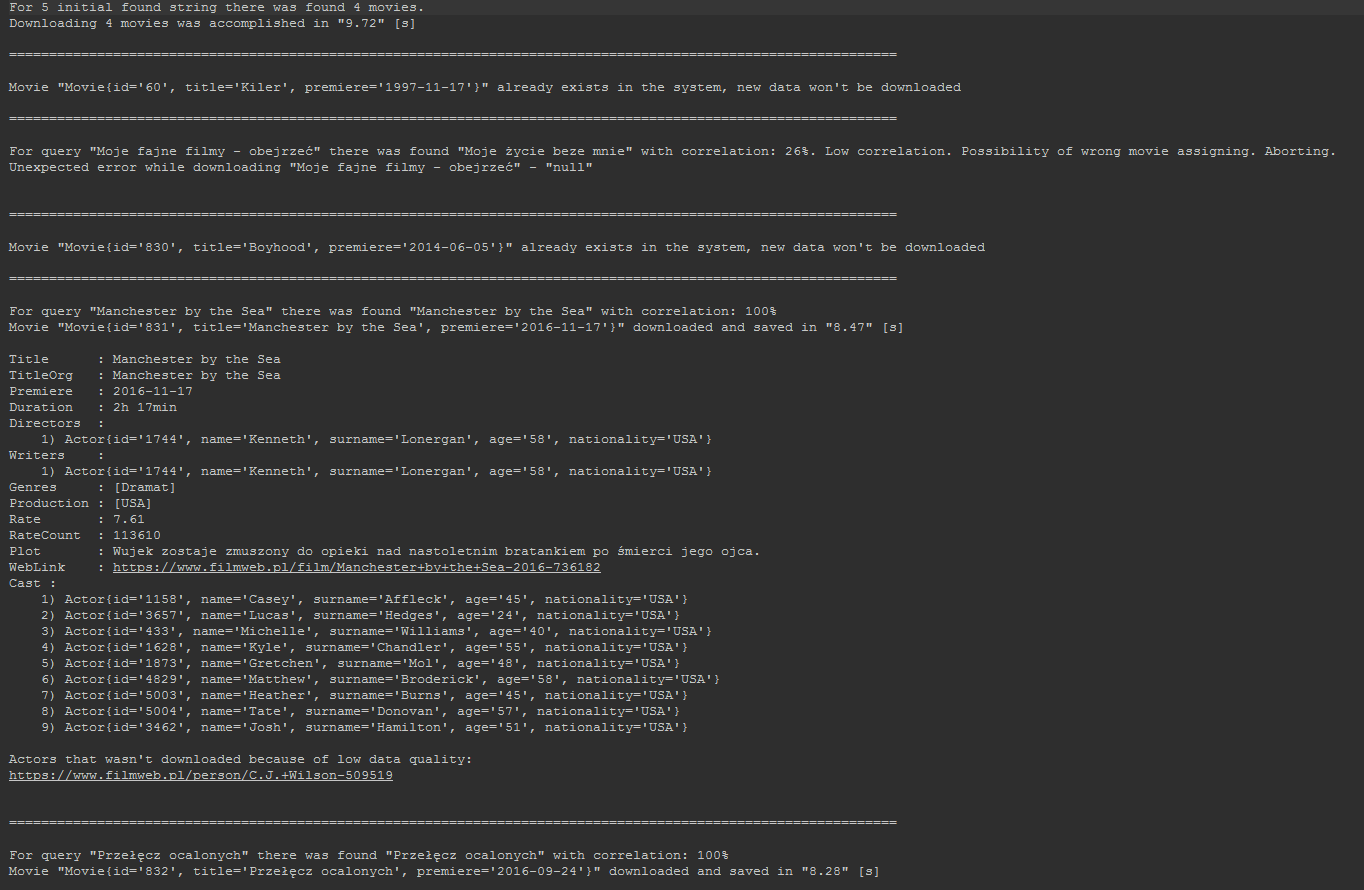 For 5 initial found string there was found 4 movies.
Downloading 4 movies was accomplished in "9.72" [s]
===============================================================================================================
Movie "Movie{id='60', title='Kiler', premiere='1997-11-17'}" already exists in the system, new data won't be downloaded
===============================================================================================================
For query "Moje fajne filmy - obejrzeć" there was found "Moje życie beze mnie" with correlation: 26%. Low correlation. Possibility of wrong movie assigning. Aborting.
Unexpected error while downloading "Moje fajne filmy - obejrzeć" - "null"
===============================================================================================================
Movie "Movie{id='830', title='Boyhood', premiere='2014-06-05'}" already exists in the system, new data won't be downloaded
===============================================================================================================
For query "Manchester by the Sea" there was found "Manchester by the Sea" with correlation: 100%
Movie "Movie{id='831', title='Manchester by the Sea', premiere='2016-11-17'}" downloaded and saved in "8.47" [s]
Title      : Manchester by the Sea
TitleOrg   : Manchester by the Sea
Premiere   : 2016-11-17
Duration   : 2h 17min
Directors  :
    1) Actor{id='1744', name='Kenneth', surname='Lonergan', age='58', nationality='USA'}
Writers    :
    1) Actor{id='1744', name='Kenneth', surname='Lonergan', age='58', nationality='USA'}
Genres     : [Dramat]
Production : [USA]
Rate       : 7.61
RateCount  : 113610
Plot       : Wujek zostaje zmuszony do opieki nad nastoletnim bratankiem po śmierci jego ojca.
WebLink    : https://www.filmweb.pl/film/Manchester+by+the+Sea-2016-736182
Cast :
    1) Actor{id='1158', name='Casey', surname='Affleck', age='45', nationality='USA'}
    2) Actor{id='3657', name='Lucas', surname='Hedges', age='24', nationality='USA'}
    3) Actor{id='433', name='Michelle', surname='Williams', age='40', nationality='USA'}
    4) Actor{id='1628', name='Kyle', surname='Chandler', age='55', nationality='USA'}
    5) Actor{id='1873', name='Gretchen', surname='Mol', age='48', nationality='USA'}
    6) Actor{id='4829', name='Matthew', surname='Broderick', age='58', nationality='USA'}
    7) Actor{id='5003', name='Heather', surname='Burns', age='45', nationality='USA'}
    8) Actor{id='5004', name='Tate', surname='Donovan', age='57', nationality='USA'}
    9) Actor{id='3462', name='Josh', surname='Hamilton', age='51', nationality='USA'}
Actors that wasn't downloaded because of low data quality:
https://www.filmweb.pl/person/C.J.+Wilson-509519
===============================================================================================================
For query "Przełęcz ocalonych" there was found "Przełęcz ocalonych" with correlation: 100%
Movie "Movie{id='832', title='Przełęcz ocalonych', premiere='2016-09-24'}" downloaded and saved in "8.28" [s]